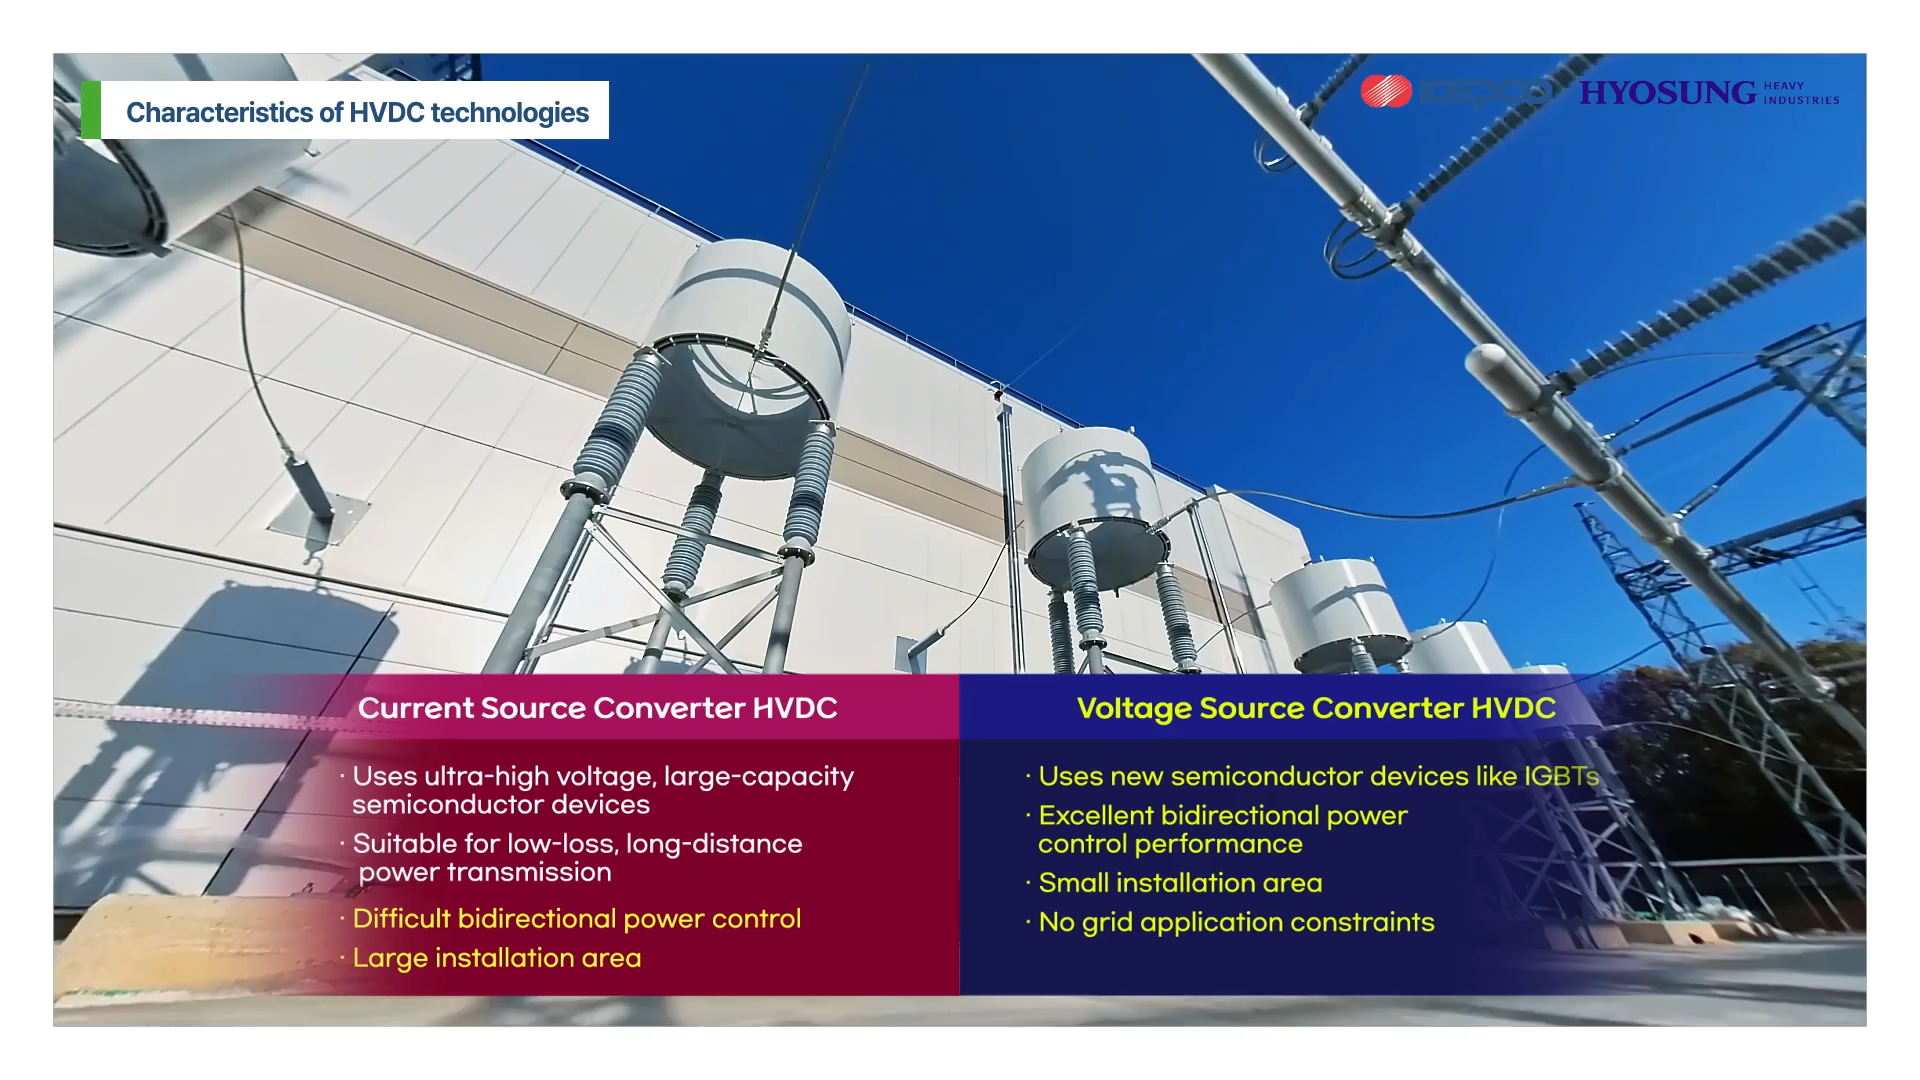 Characteristics of HVDC technologies
KEPCO
HYOSUNG HEAVY INDUSTRIES
Current Source Converter HVDC
· Uses ultra-high voltage, large-capacity
semiconductor devices
· Suitable for low-loss, long-distance
power transmission
· Difficult bidirectional power control
· Large installation area
Voltage Source Converter HVDC
· Uses new semiconductor devices like IGBTs
· Excellent bidirectional power
control performance
· Small installation area
· No grid application constraints